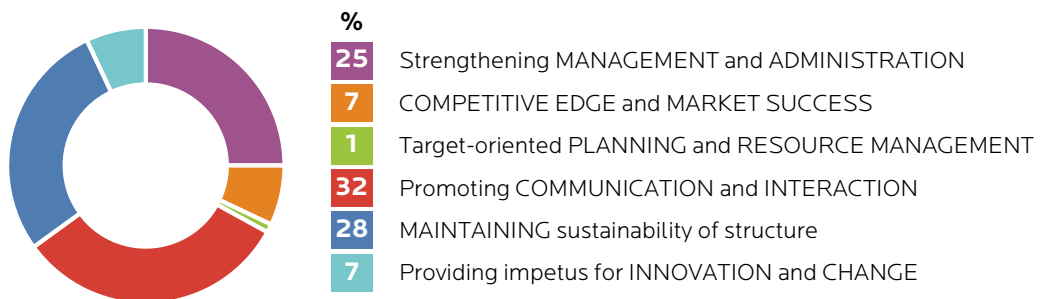 %
25 Strengthening MANAGEMENT and ADMINISTRATION
7 COMPETITIVE EDGE and MARKET SUCCESS
1 Target-oriented PLANNING and RESOURCE MANAGEMENT
32 Promoting COMMUNICATION and INTERACTION
28 MAINTAINING sustainability of structure
7 Providing impetus for INNOVATION and CHANGE